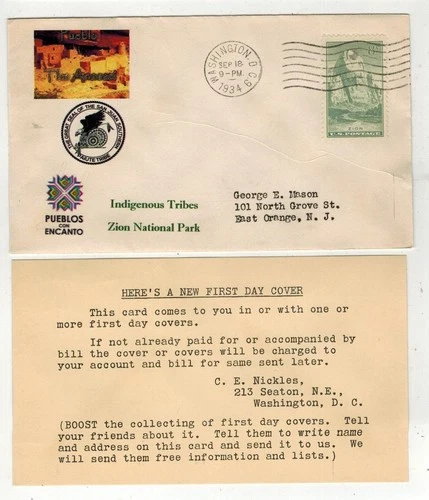 Pueblo
The Anasazi
THE GREAT SEAL OF THE SAN JUAN SOUTHERN
PAIUTE TRIBE
PUEBLOS
CON
ENCANTO
Indigenous Tribes
Zion National Park
WASHINGTON, D.C.
SEP 18
9-PM
1934
ZION
U.S. POSTAGE
George E. Mason
101 North Grove St.
East Orange, N. J.
HERE'S A NEW FIRST DAY COVER
This card comes to you in or with one or
more first day covers.
If not already paid for or accompanied by
bill the cover or covers will be charged to
your account and bill for same sent later.
C. E. Nickles,
213 Seaton, N.E.,
Washington, D. C.
(BOOST the collecting of first day covers. Tell
your friends about it. Tell them to write name
and address on this card and send it to us. We
will send them free information and lists.)